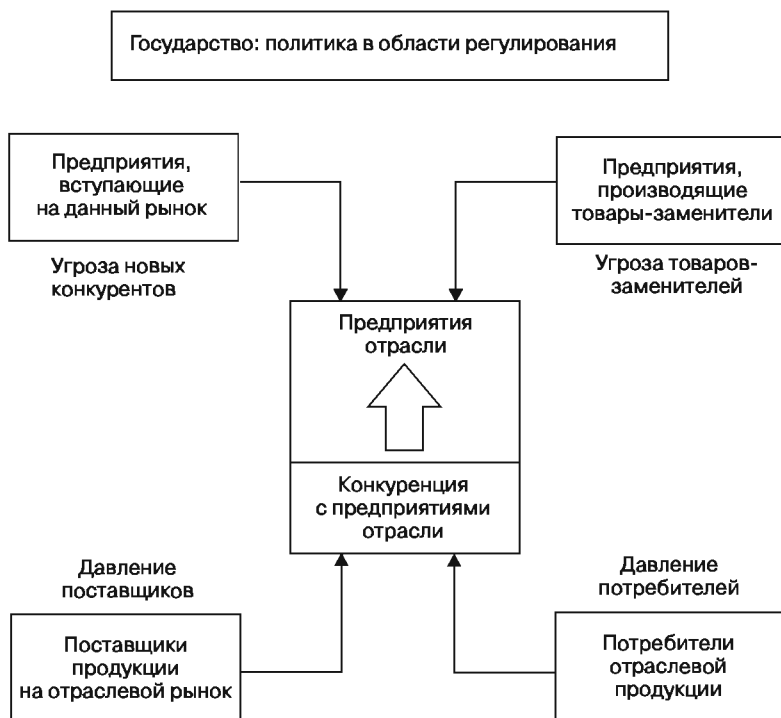 Государство: политика в области регулирования
Предприятия,
вступающие
на данный рынок
Предприятия,
производящие
товары-заменители
Угроза новых
конкурентов
Угроза товаров-
заменителей
Предприятия
отрасли
Конкуренция
с предприятиями
отрасли
Давление
поставщиков
Давление
потребителей
Поставщики
продукции
на отраслевой рынок
Потребители
отраслевой
продукции